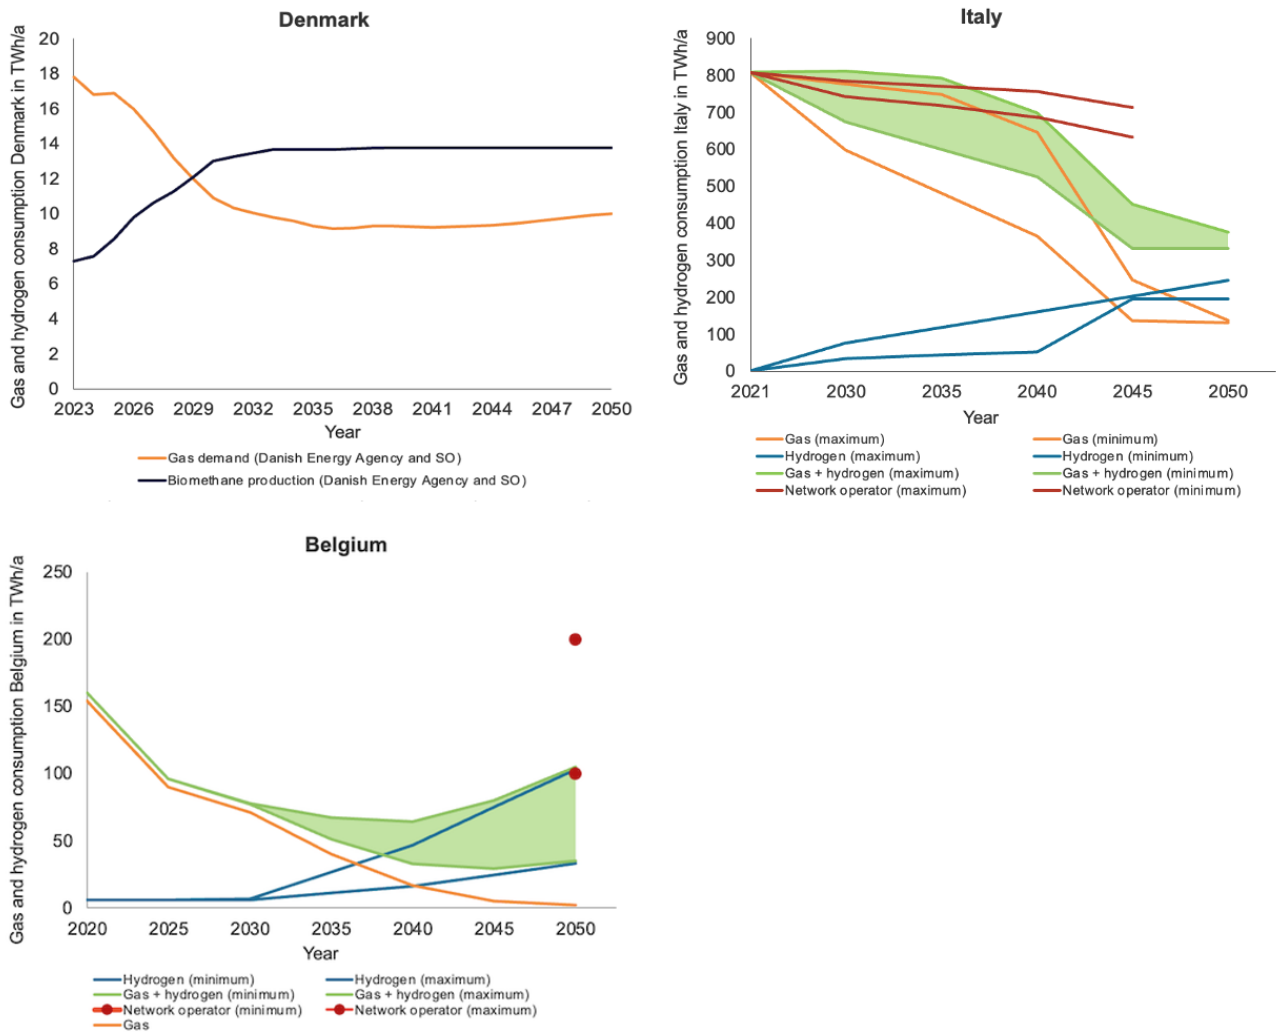 Denmark
Gas and hydrogen consumption Denmark in TWh/a
20
18
16
14
12
10
8
6
4
2
0
2023 2026 2029 2032 2035 2038 2041 2044 2047 2050
Year
Gas demand (Danish Energy Agency and SO)
Biomethane production (Danish Energy Agency and SO)
Italy
Gas and hydrogen consumption Italy in TWh/a
900
800
700
600
500
400
300
200
100
0
2021 2030 2035 2040 2045 2050
Year
Gas (maximum) Gas (minimum)
Hydrogen (maximum) Hydrogen (minimum)
Gas + hydrogen (maximum) Gas + hydrogen (minimum)
Network operator (maximum) Network operator (minimum)
Belgium
Gas and hydrogen consumption Belgium in TWh/a
250
200
150
100
50
0
2020 2025 2030 2035 2040 2045 2050
Year
Hydrogen (minimum) Hydrogen (maximum)
Gas + hydrogen (minimum) Gas + hydrogen (maximum)
Network operator (minimum) Network operator (maximum)
Gas